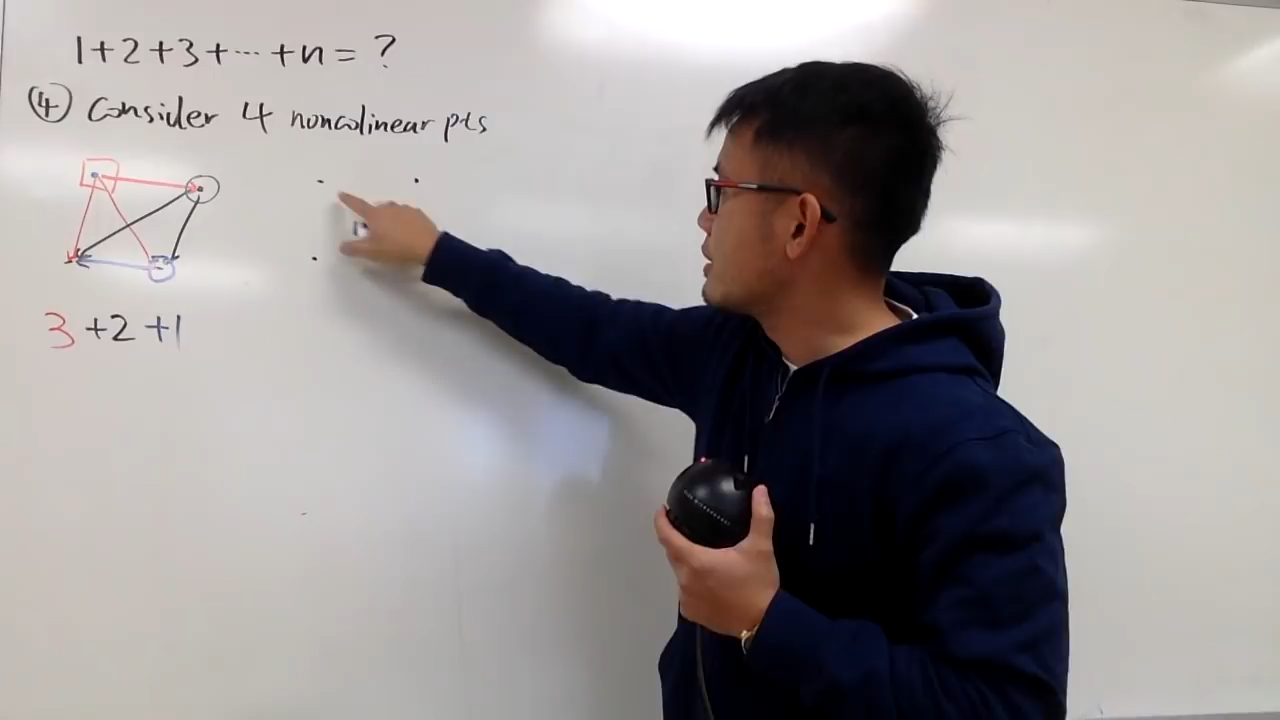 1+2+3+⋯+n=?
④ Consider 4 noncolinear pts
3+2+1